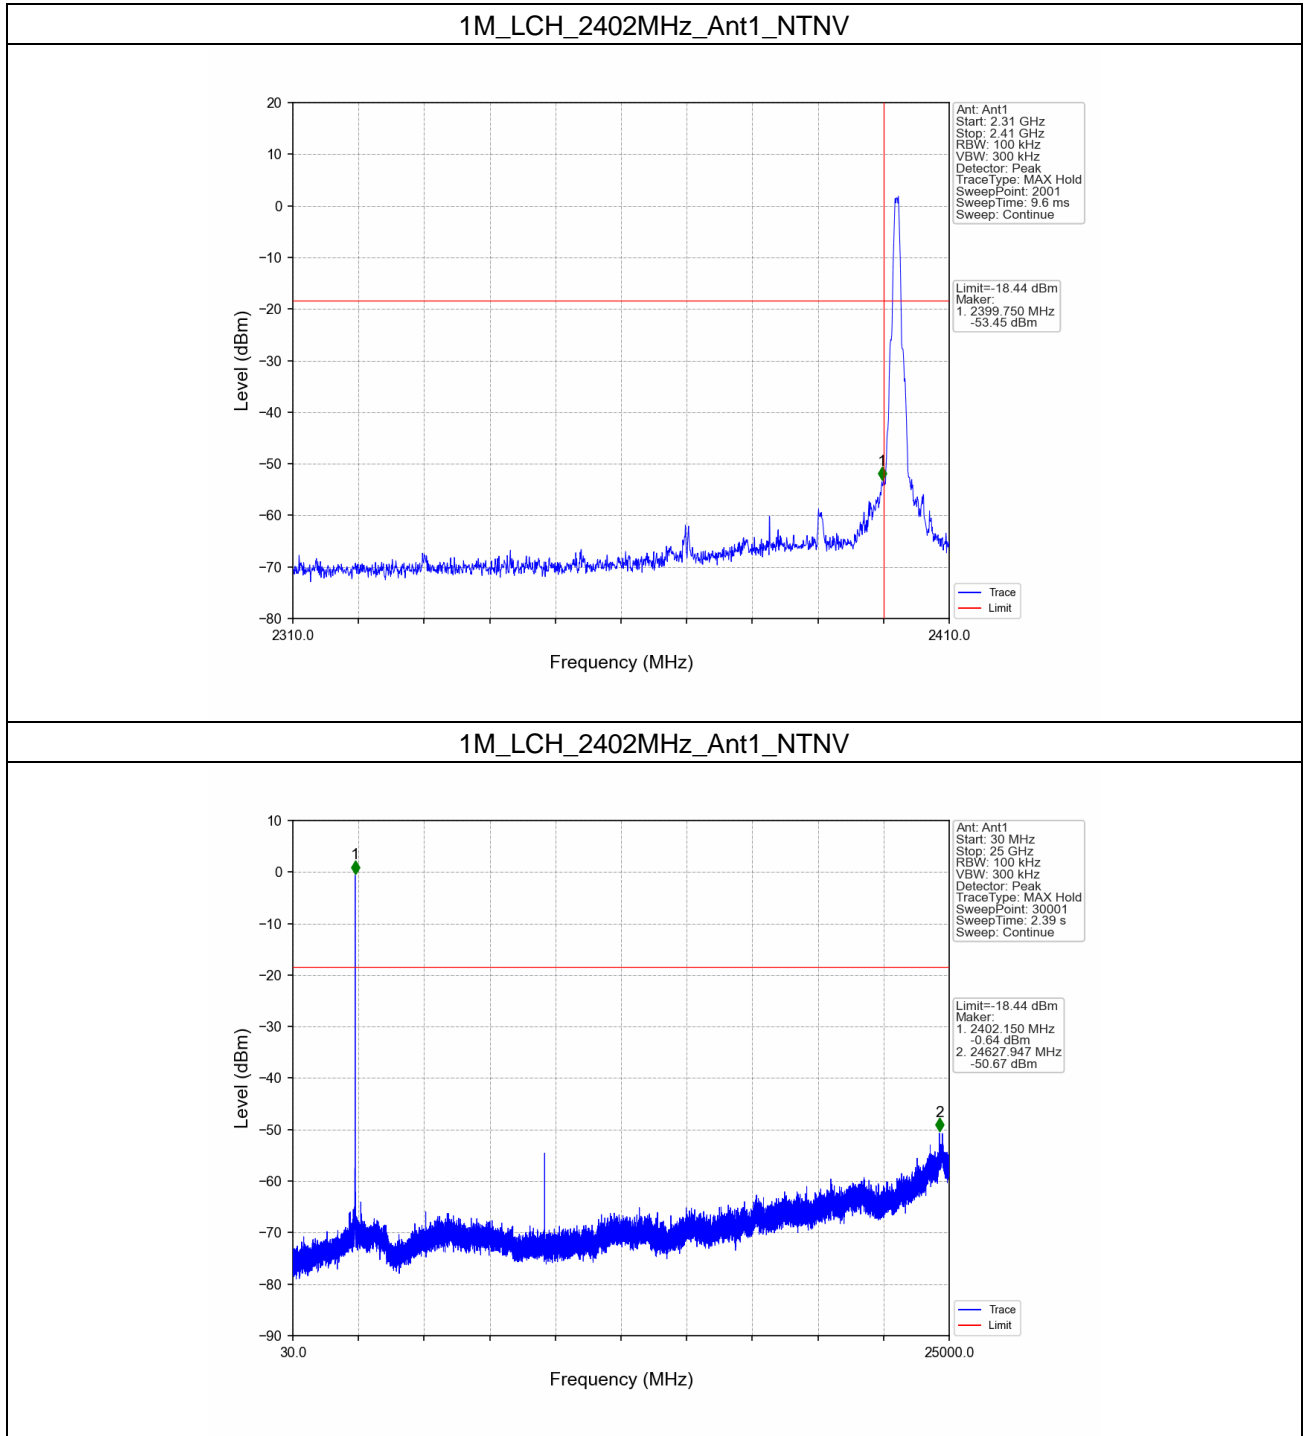 1M_LCH_2402MHz_Ant1_NTNV
20
10
0
−10
−20
−30
−40
−50
−60
−70
−80
Level (dBm)
1
2310.0
2410.0
Frequency (MHz)
Ant: Ant1
Start: 2.31 GHz
Stop: 2.41 GHz
RBW: 100 kHz
VBW: 300 kHz
Detector: Peak
TraceType: MAX Hold
SweepPoint: 2001
SweepTime: 9.6 ms
Sweep: Continue
Limit=-18.44 dBm
Maker:
1. 2399.750 MHz
-53.45 dBm
Trace
Limit
1M_LCH_2402MHz_Ant1_NTNV
10
0
−10
−20
−30
−40
−50
−60
−70
−80
−90
Level (dBm)
1
2
30.0
25000.0
Frequency (MHz)
Ant: Ant1
Start: 30 MHz
Stop: 25 GHz
RBW: 100 kHz
VBW: 300 kHz
Detector: Peak
TraceType: MAX Hold
SweepPoint: 30001
SweepTime: 2.39 s
Sweep: Continue
Limit=-18.44 dBm
Maker:
1. 2402.150 MHz
-0.64 dBm
2. 24627.947 MHz
-50.67 dBm
Trace
Limit